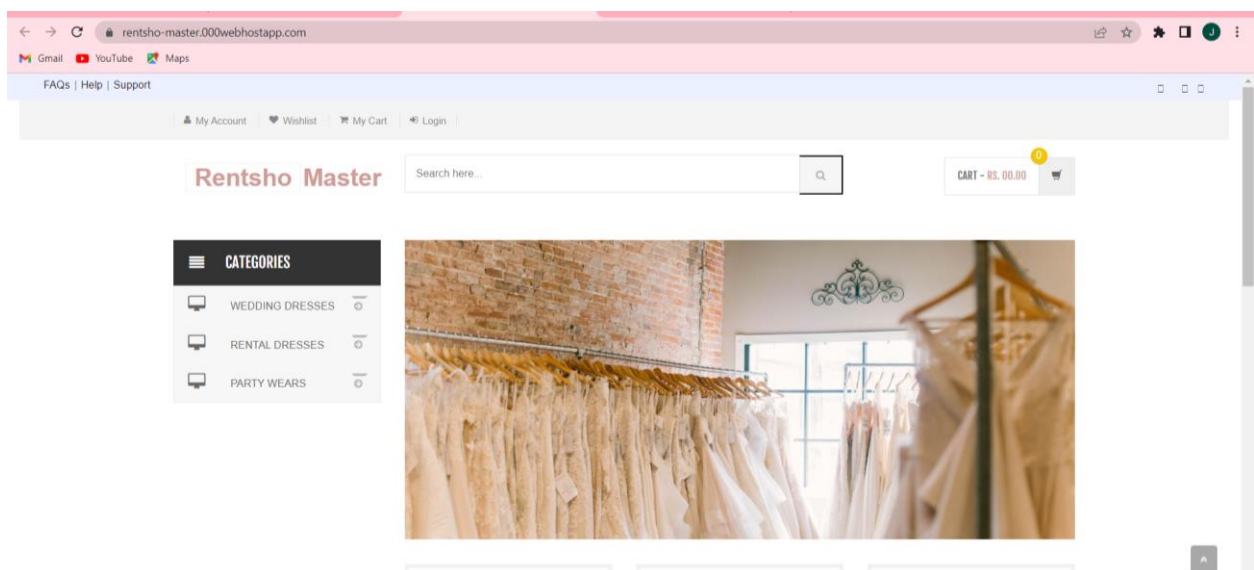 rentsho-master.000webhostapp.com
J
Gmail YouTube Maps
FAQs | Help | Support
My Account Wishlist My Cart Login
Rentsho Master
Search here...
0
CART - RS. 00.00
CATEGORIES
WEDDING DRESSES
RENTAL DRESSES
PARTY WEARS